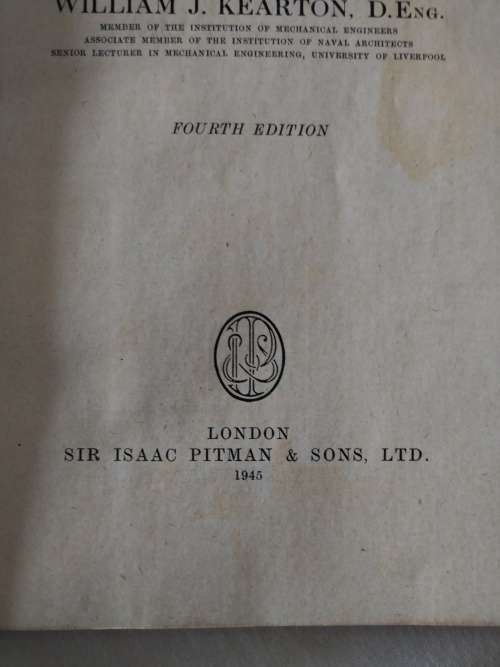 WILLIAM J. KEARTON, D.Eng.
MEMBER OF THE INSTITUTION OF MECHANICAL ENGINEERS
ASSOCIATE MEMBER OF THE INSTITUTION OF NAVAL ARCHITECTS
SENIOR LECTURER IN MECHANICAL ENGINEERING, UNIVERSITY OF LIVERPOOL
FOURTH EDITION
LONDON
SIR ISAAC PITMAN & SONS, LTD.
1945